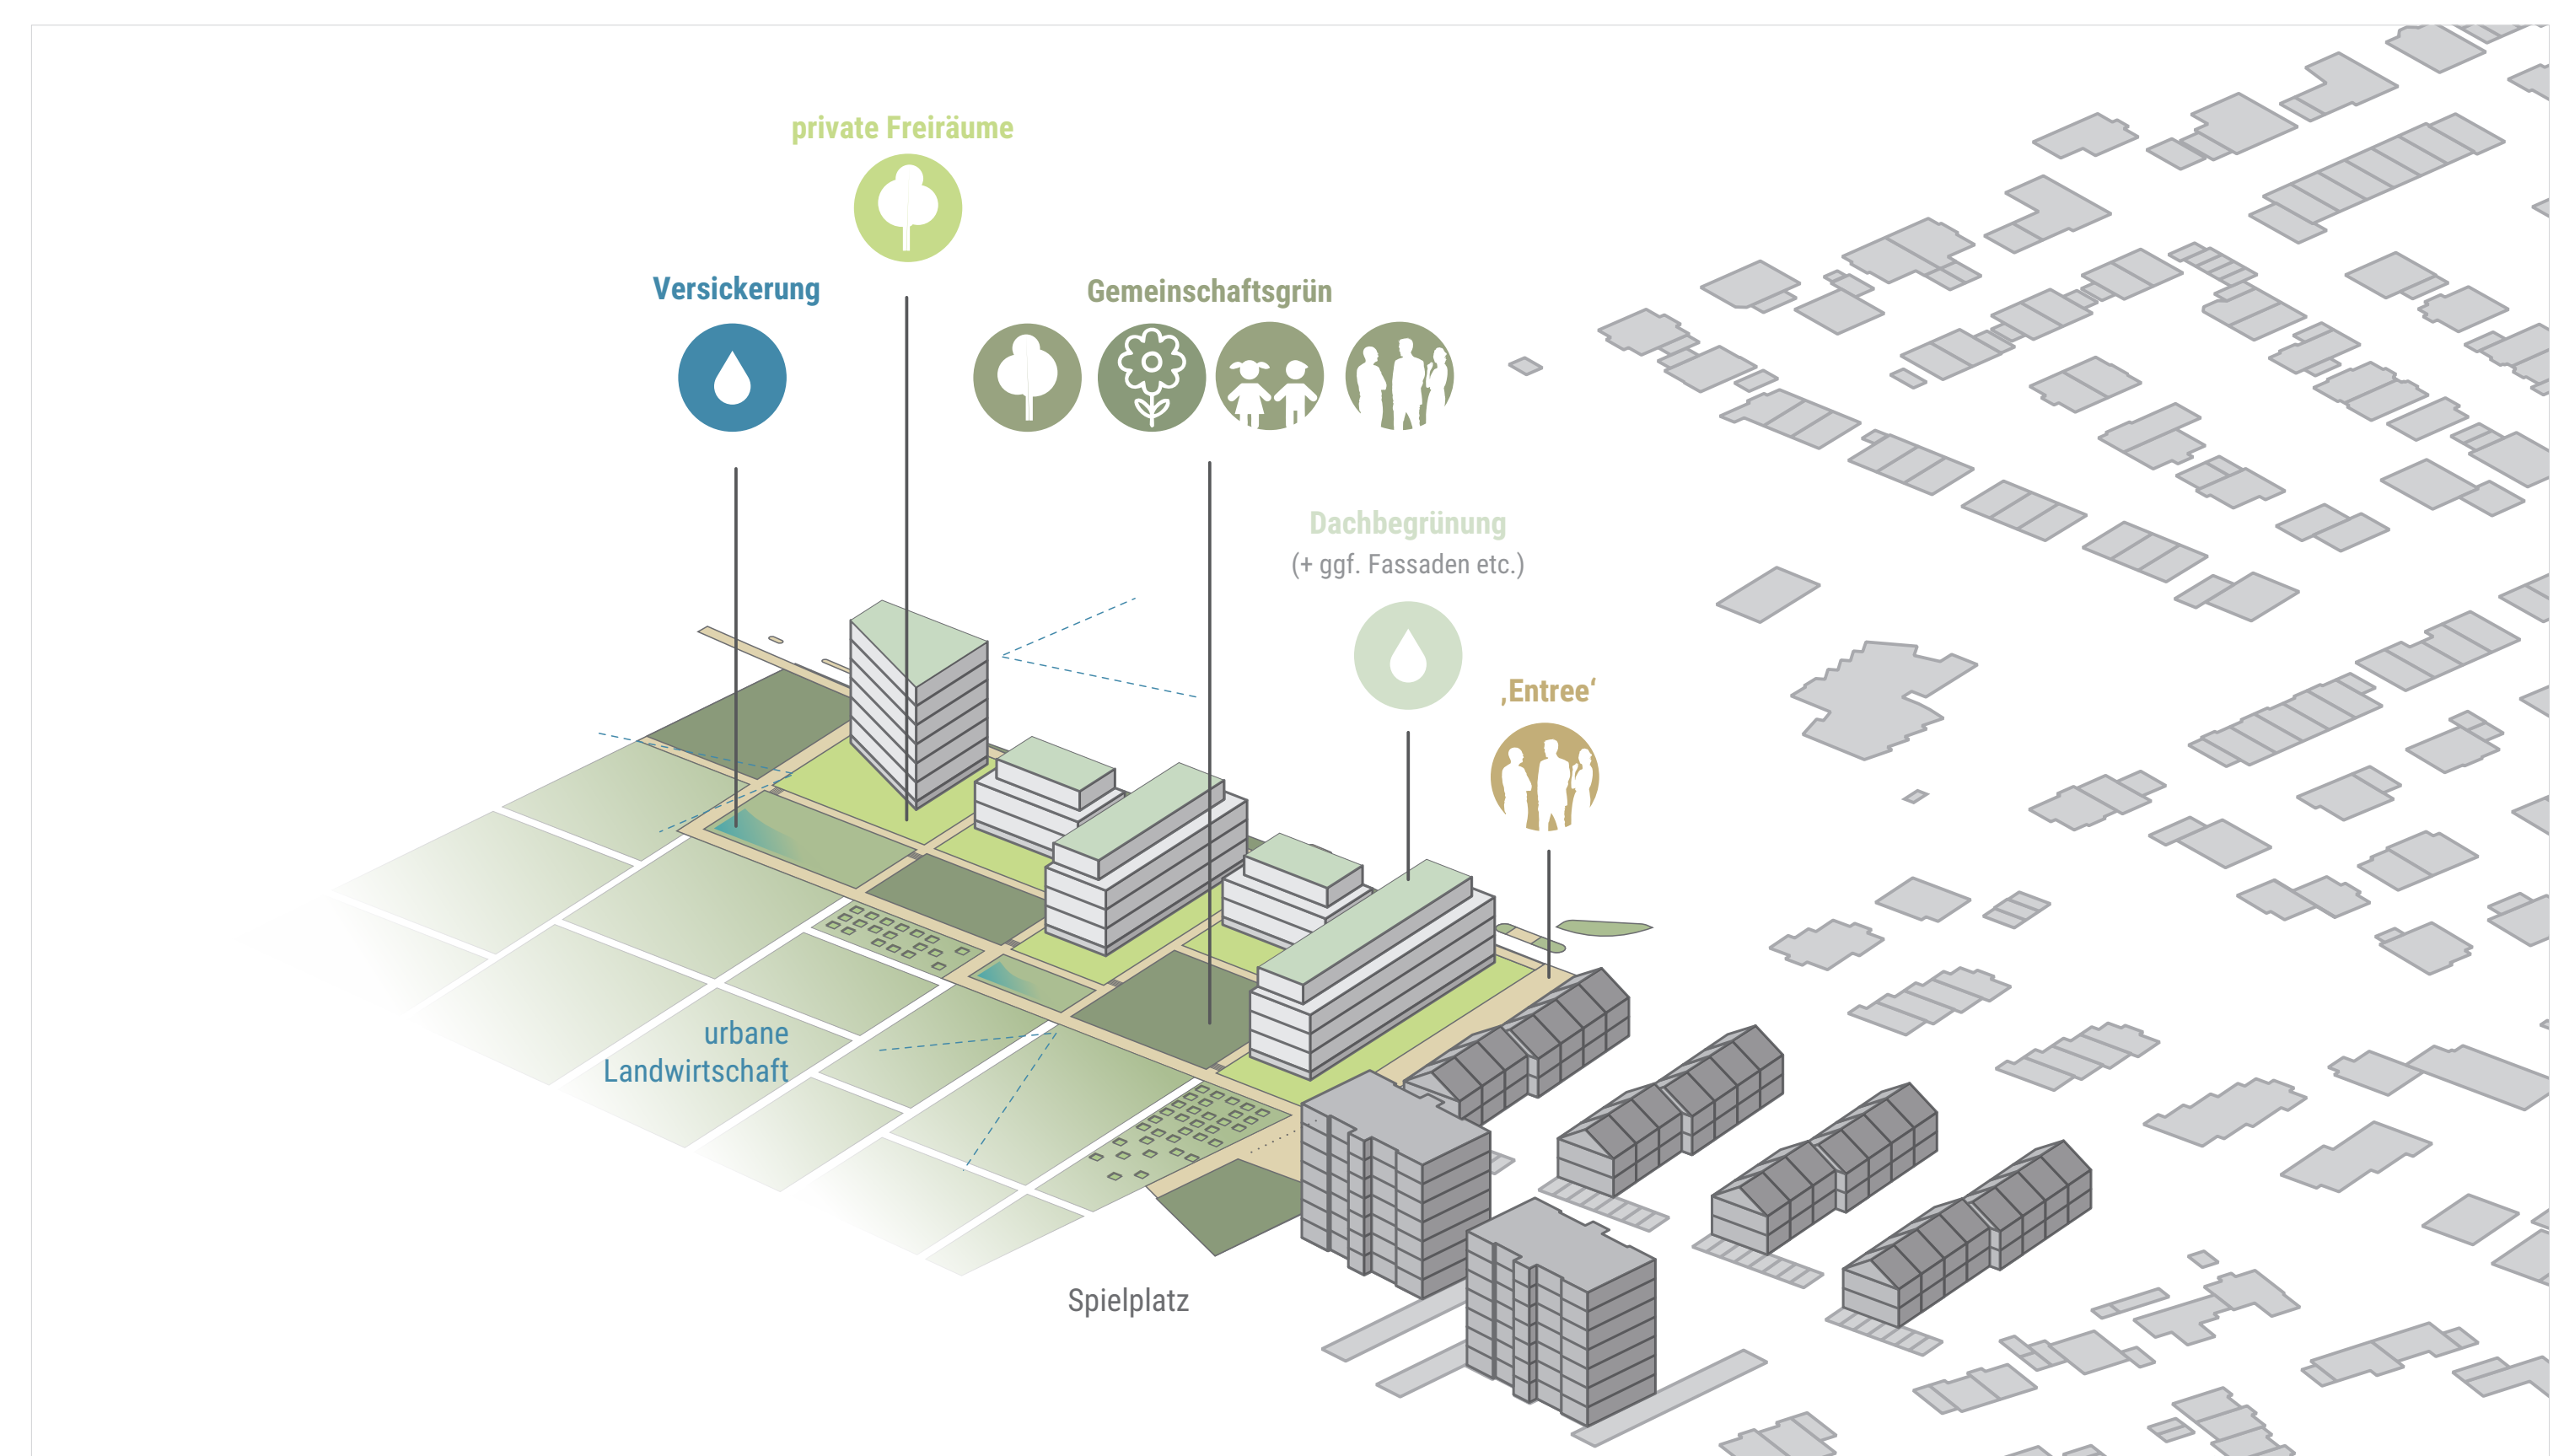 private Freiräume
Versickerung
Gemeinschaftsgrün
Dachbegrünung
(+ ggf. Fassaden etc.)
‚Entree‘
urbane
Landwirtschaft
Spielplatz